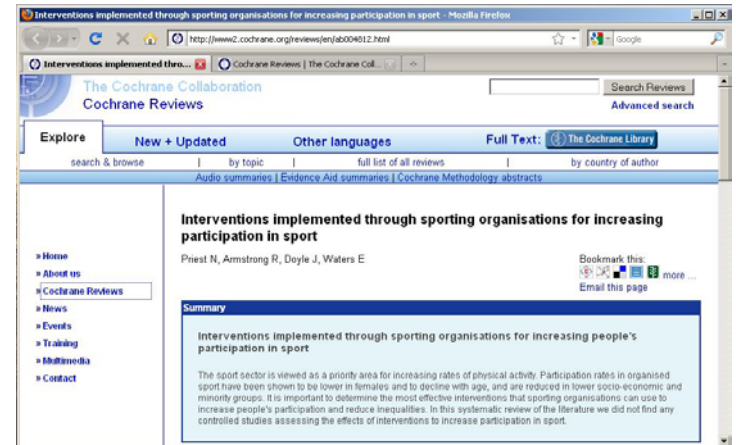 Interventions implemented through sporting organisations for increasing participation in sport - Mozilla Firefox
http://www2.cochrane.org/reviews/en/ab004812.html
Google
Interventions implemented thro...
Cochrane Reviews | The Cochrane Coll...
The Cochrane Collaboration
Cochrane Reviews
Search Reviews
Advanced search
Explore
New + Updated
Other languages
Full Text:
The Cochrane Library
search & browse | by topic | full list of all reviews | by country of author
Audio summaries | Evidence Aid summaries | Cochrane Methodology abstracts
» Home
» About us
» Cochrane Reviews
» News
» Events
» Training
» Multimedia
» Contact
Interventions implemented through sporting organisations for increasing
participation in sport
Priest N, Armstrong R, Doyle J, Waters E
Bookmark this:
more ...
Email this page
Summary
Interventions implemented through sporting organisations for increasing people's
participation in sport
The sport sector is viewed as a priority area for increasing rates of physical activity. Participation rates in organised
sport have been shown to be lower in females and to decline with age, and are reduced in lower socio-economic and
minority groups. It is important to determine the most effective interventions that sporting organisations can use to
increase people's participation and reduce inequalities. In this systematic review of the literature we did not find any
controlled studies assessing the effects of interventions to increase participation in sport.